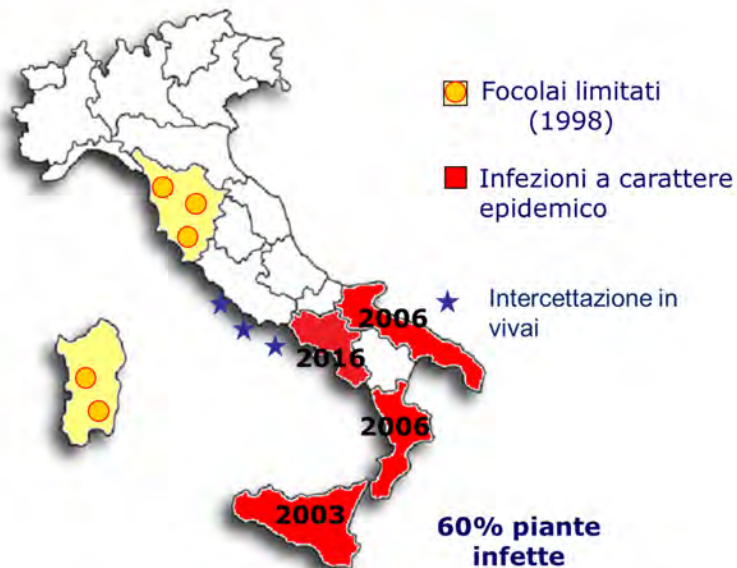 Focolai limitati
(1998)
Infezioni a carattere
epidemico
Intercettazione in
vivai
2006
2016
2006
2003
60% piante
infette